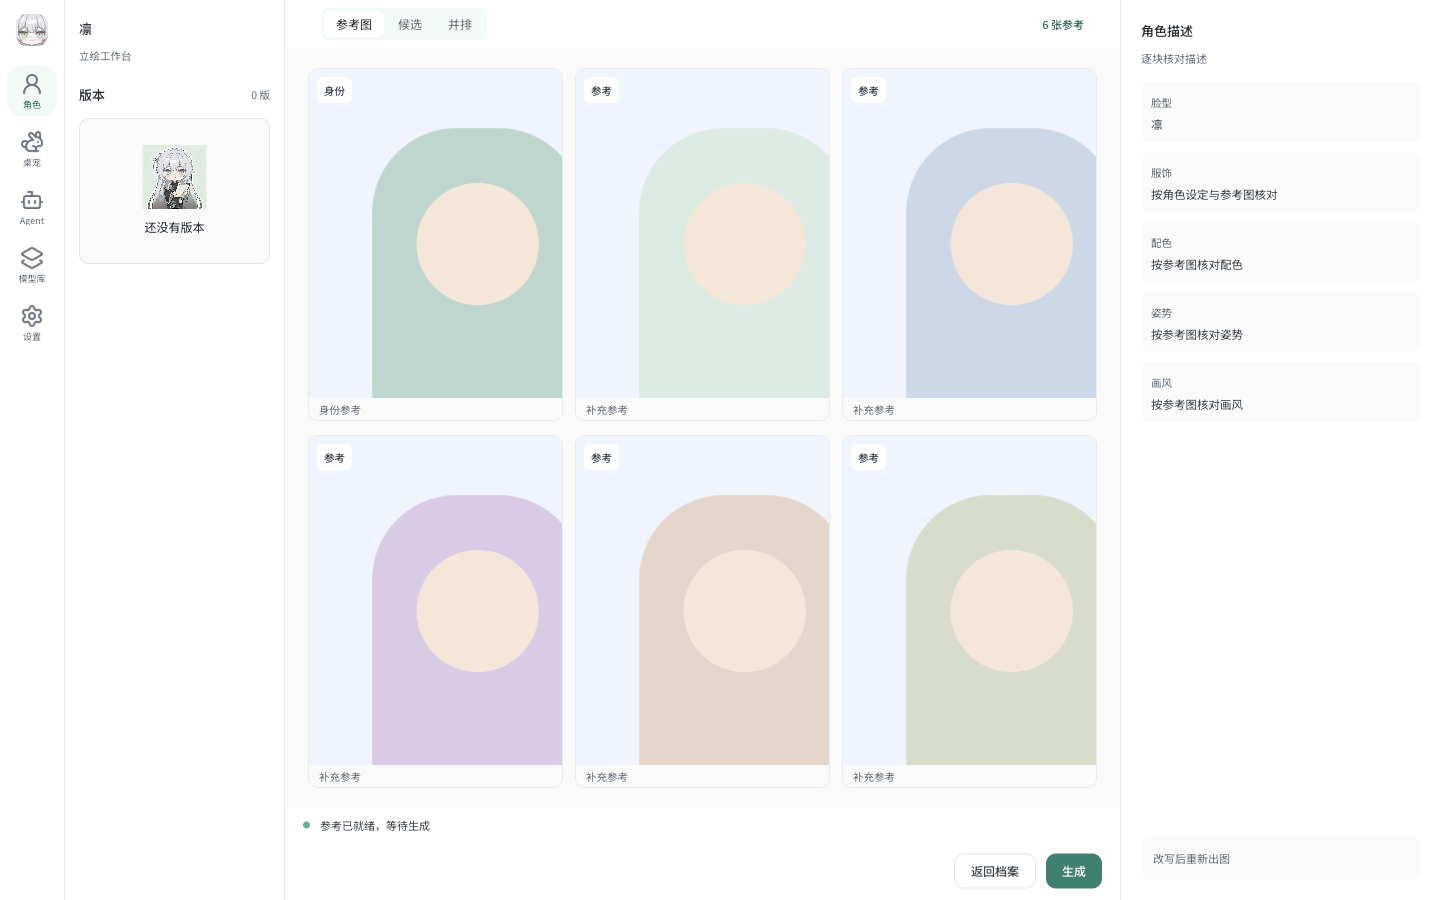 角色
桌宠
Agent
模型库
设置
凛
立绘工作台
版本
0 版
还没有版本
参考图
候选
并排
6 张参考
身份
身份参考
参考
补充参考
参考
补充参考
参考
补充参考
参考
补充参考
参考
补充参考
参考已就绪，等待生成
返回档案
生成
角色描述
逐块核对描述
脸型
凛
服饰
按角色设定与参考图核对
配色
按参考图核对配色
姿势
按参考图核对姿势
画风
按参考图核对画风
改写后重新出图